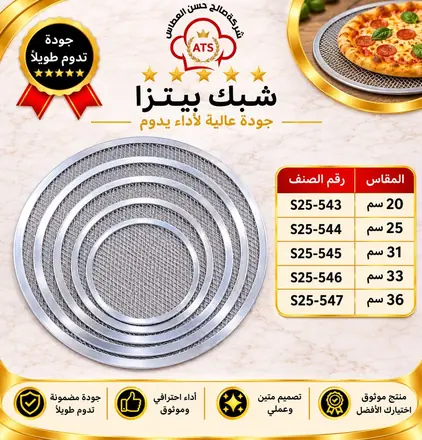 شركة صالح حسن العطاس
ATS
جودة
تدوم طويلاً
شبك بيتزا
جودة عالية لأداء يدوم
المقاس رقم الصنف
20 سم S25-543
25 سم S25-544
31 سم S25-545
33 سم S25-546
36 سم S25-547
منتج موثوق
اختيارك الأفضل
تصميم متين
وعملي
أداء احترافي
وموثوق
جودة مضمونة
تدوم طويلاً